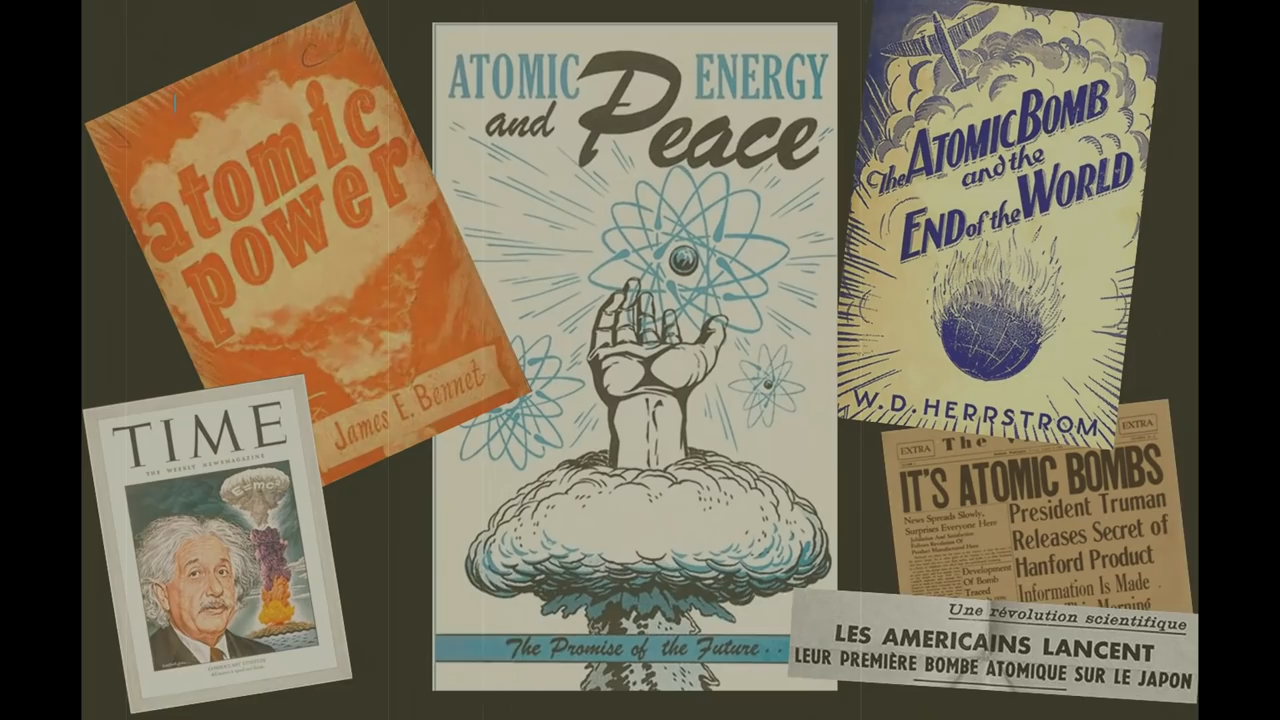 atomic
power
James E. Bennet
TIME
THE WEEKLY NEWSMAGAZINE
E=mc²
ATOMIC ENERGY
and Peace
The Promise of the Future . .
The ATOMIC BOMB
and the
END of the WORLD
W. D. HERRSTROM
EXTRA
The
EXTRA
IT'S ATOMIC BOMBS
News Spreads Slowly,
Surprises Everyone Here
President Truman
Releases Secret of
Hanford Product
Information Is Made
This Morning
Development
Of Bomb
Traced
Une révolution scientifique
LES AMERICAINS LANCENT
LEUR PREMIÈRE BOMBE ATOMIQUE SUR LE JAPON